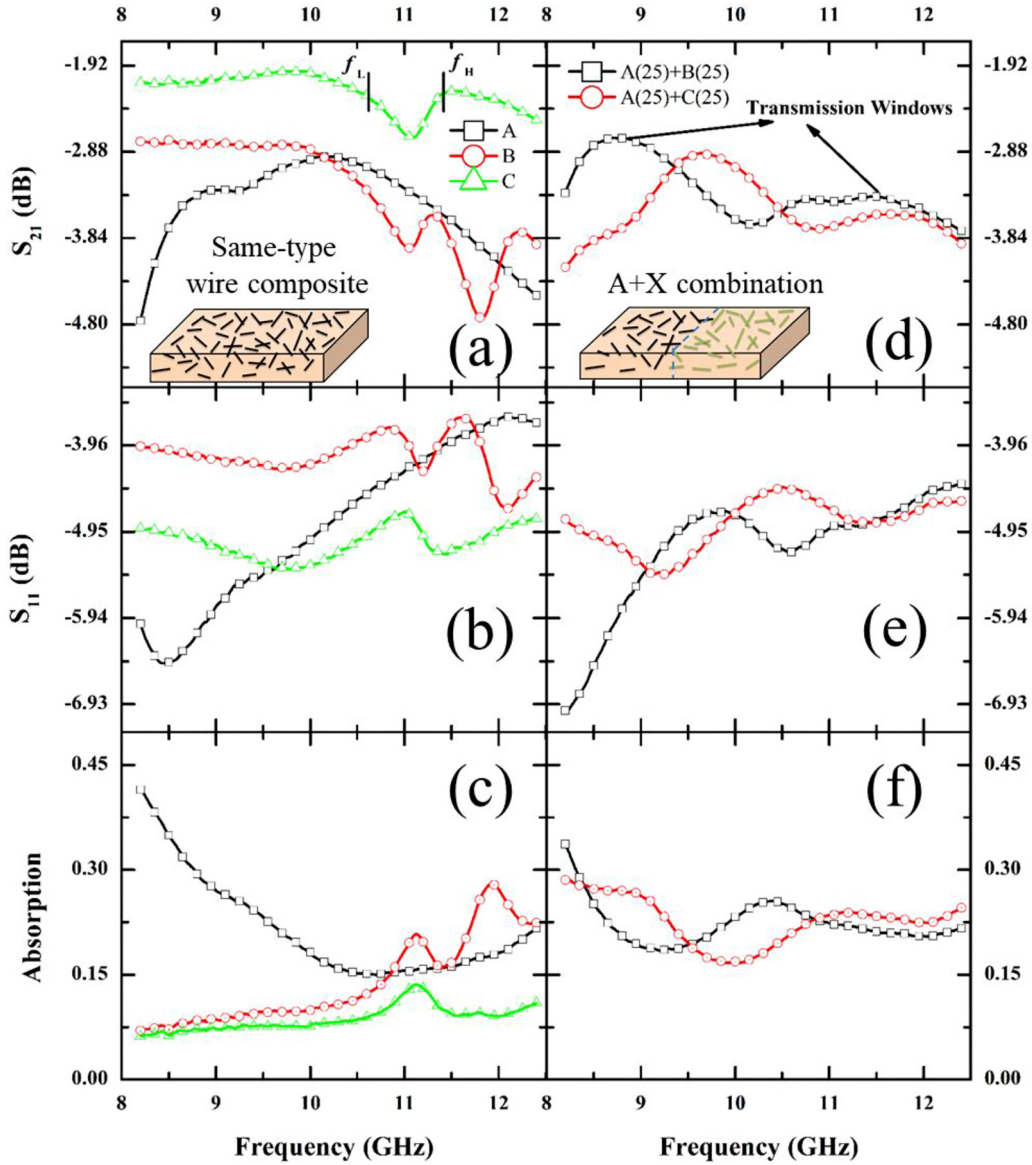 8 9 10 11 12 8 9 10 11 12
-1.92
-2.88
-3.84
-4.80
S21 (dB)
fL
fH
A
B
C
Same-type
wire composite
(a)
A(25)+B(25)
A(25)+C(25)
Transmission Windows
A+X combination
(d)
-1.92
-2.88
-3.84
-4.80
-3.96
-4.95
-5.94
-6.93
S11 (dB)
(b)
(e)
-3.96
-4.95
-5.94
-6.93
0.45
0.30
0.15
0.00
Absorption
(c)
(f)
0.45
0.30
0.15
0.00
8 9 10 11 12 8 9 10 11 12
Frequency (GHz) Frequency (GHz)